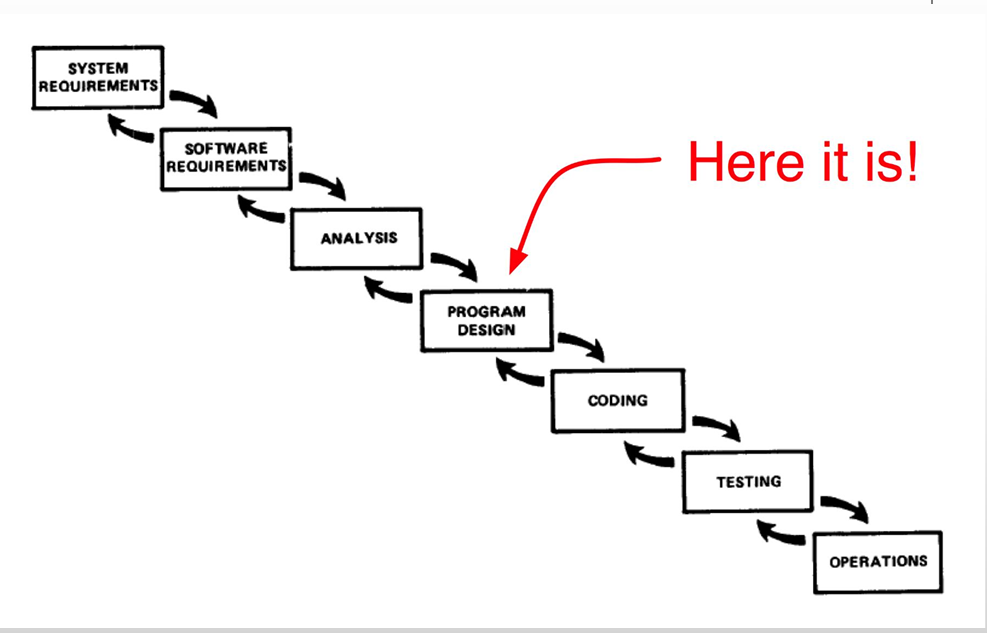 SYSTEM
REQUIREMENTS
SOFTWARE
REQUIREMENTS
Here it is!
ANALYSIS
PROGRAM
DESIGN
CODING
TESTING
OPERATIONS